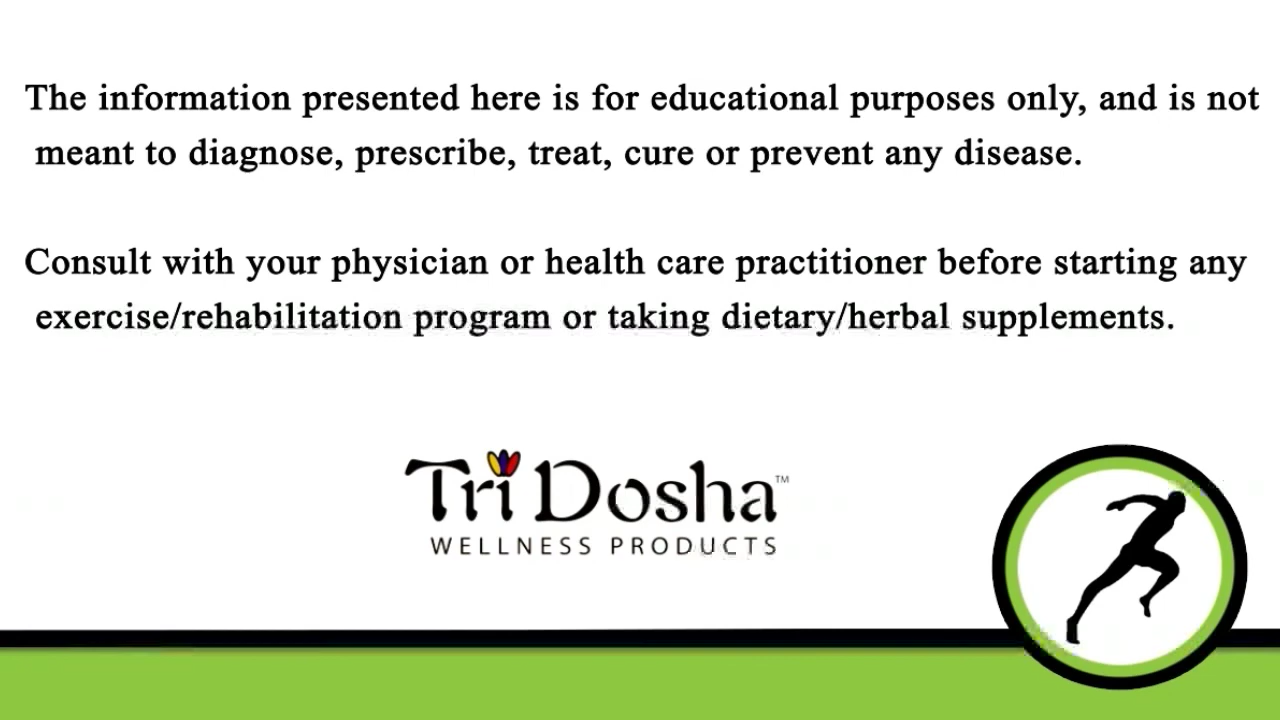 The information presented here is for educational purposes only, and is not
meant to diagnose, prescribe, treat, cure or prevent any disease.
Consult with your physician or health care practitioner before starting any
exercise/rehabilitation program or taking dietary/herbal supplements.
Tri Dosha™
WELLNESS PRODUCTS